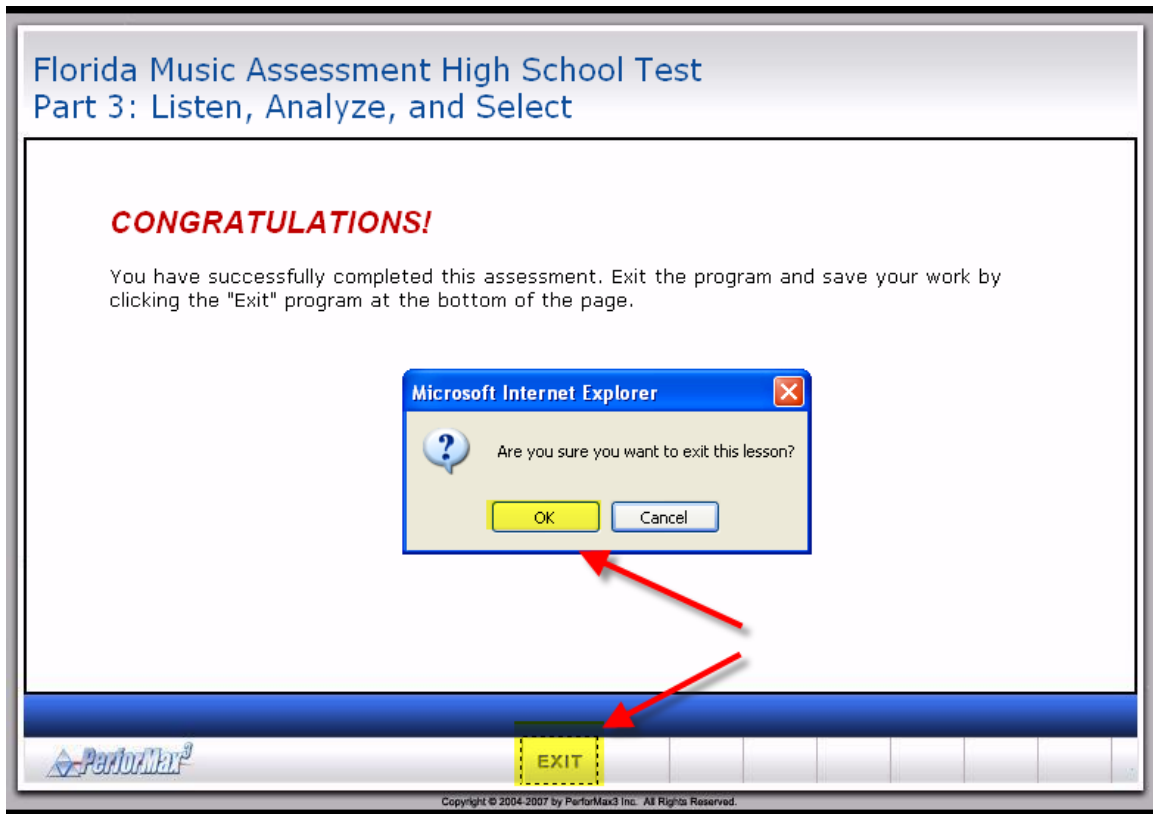 Florida Music Assessment High School Test
Part 3: Listen, Analyze, and Select
CONGRATULATIONS!
You have successfully completed this assessment. Exit the program and save your work by
clicking the "Exit" program at the bottom of the page.
Microsoft Internet Explorer
Are you sure you want to exit this lesson?
OK Cancel
PerforMax3
EXIT
Copyright © 2004-2007 by PerforMax3 Inc. All Rights Reserved.